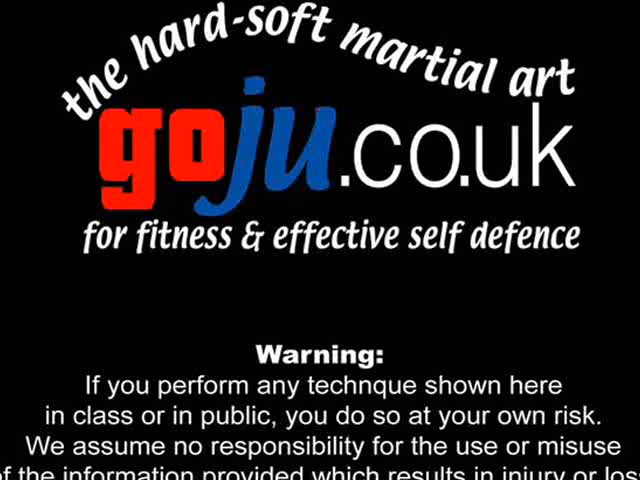 the hard-soft martial art
goju.co.uk
for fitness & effective self defence
Warning:
If you perform any technque shown here
in class or in public, you do so at your own risk.
We assume no responsibility for the use or misuse
of the information provided which results in injury or loss